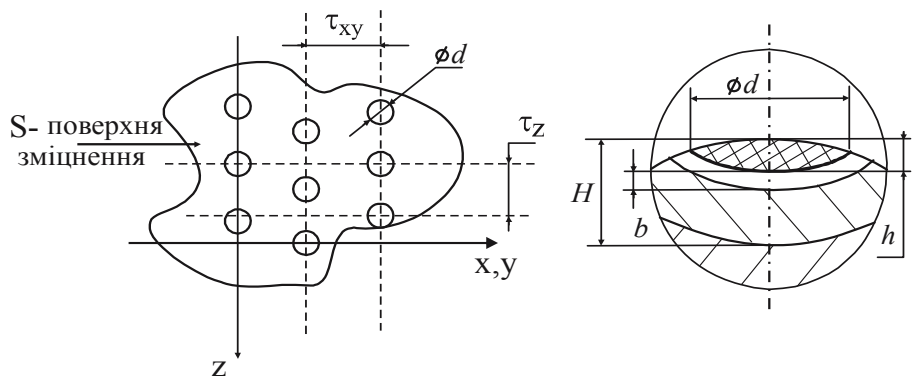 τxy
ϕd
S- поверхня
зміцнення
τz
x,y
z
ϕd
H
b
h